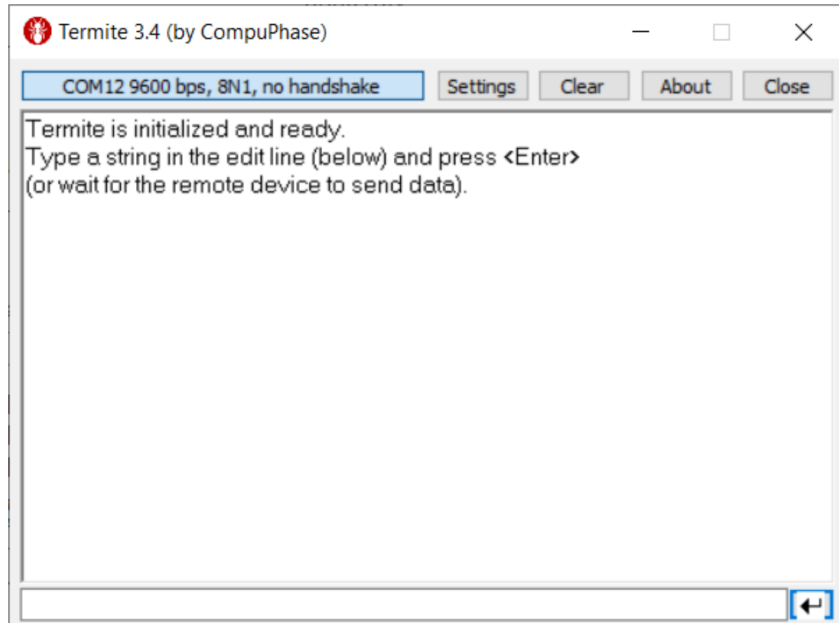 Termite 3.4 (by CompuPhase)
COM12 9600 bps, 8N1, no handshake Settings Clear About Close
Termite is initialized and ready.
Type a string in the edit line (below) and press <Enter>
(or wait for the remote device to send data).